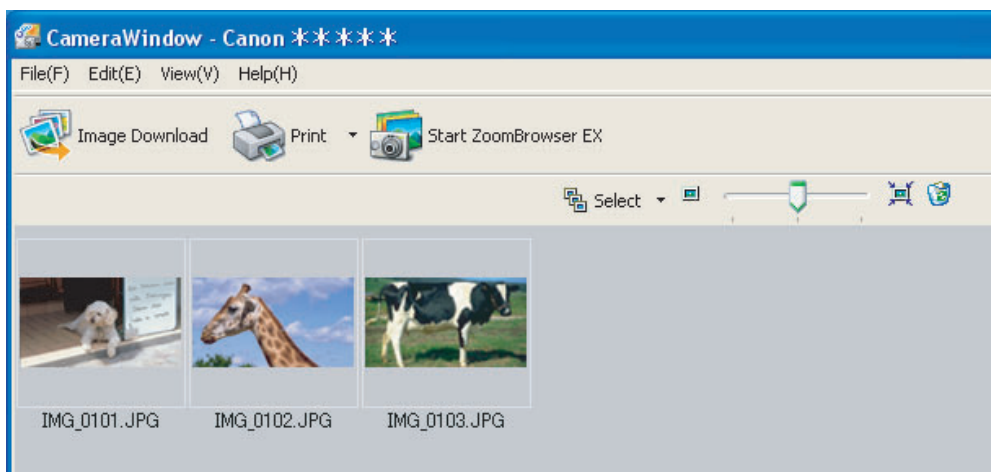 CameraWindow - Canon *****
File(F) Edit(E) View(V) Help(H)
Image Download Print Start ZoomBrowser EX
Select
IMG_0101.JPG IMG_0102.JPG IMG_0103.JPG